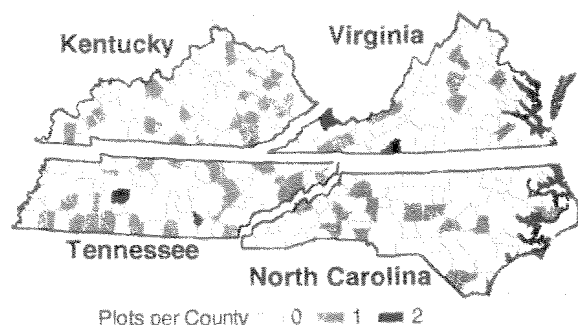 Kentucky
Virginia
Tennessee
North Carolina
Plots per County 0 1 2